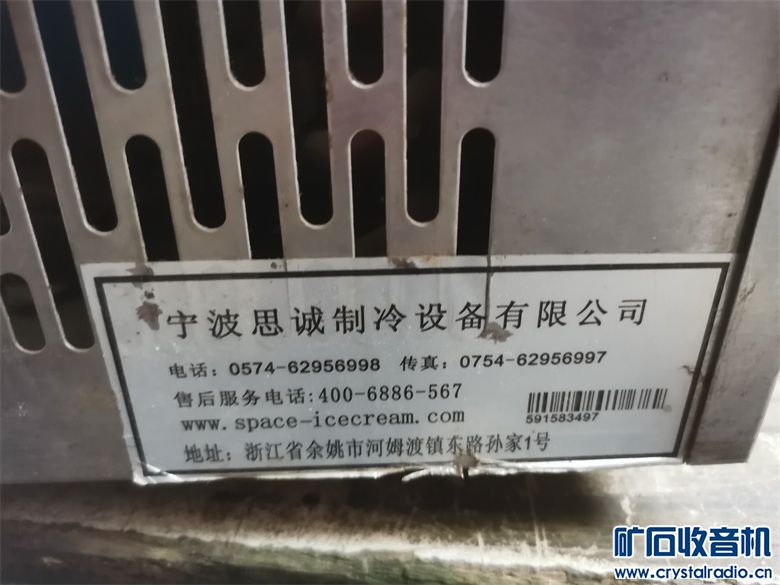 宁波思诚制冷设备有限公司
电话：0574-62956998 传真：0754-62956997
售后服务电话:400-6886-567
www.space-icecream.com
591583497
地址：浙江省余姚市河姆渡镇东路孙家1号
矿石收音机
www.crystalradio.cn